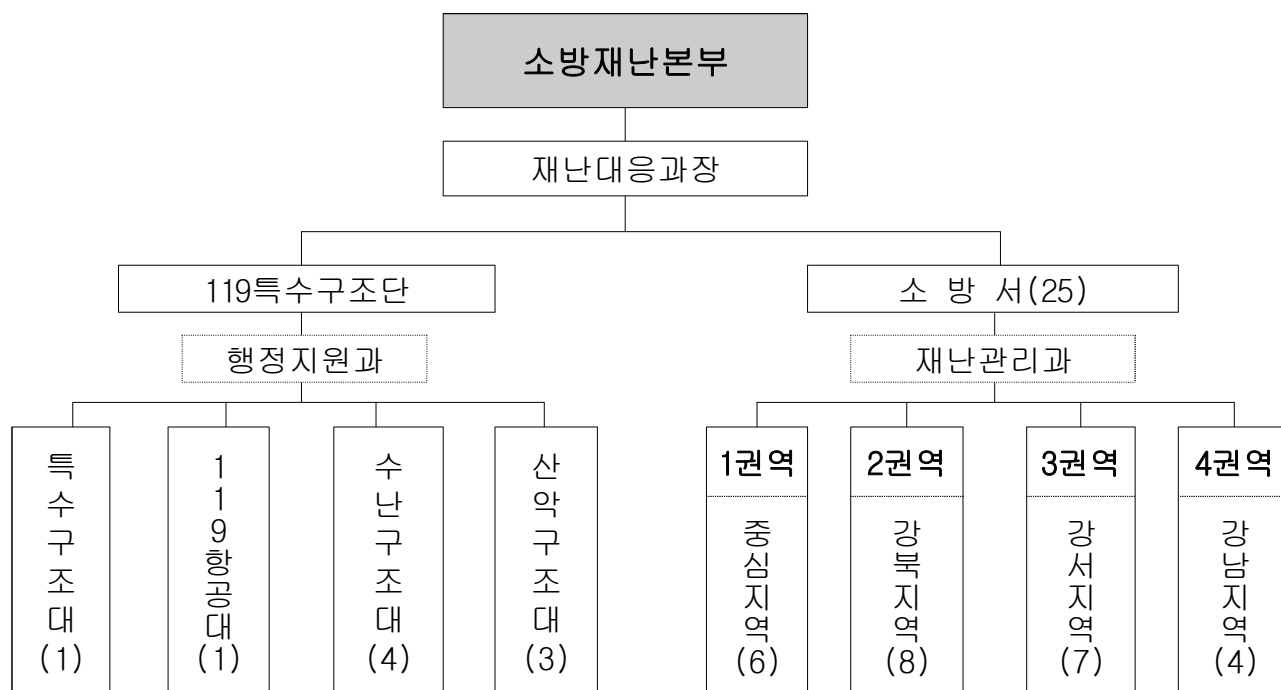 소방재난본부
재난대응과장
119특수구조단
소 방 서(25)
행정지원과
재난관리과
특수구조대(1)
119항공대(1)
수난구조대(4)
산악구조대(3)
1권역
중심지역(6)
2권역
강북지역(8)
3권역
강서지역(7)
4권역
강남지역(4)